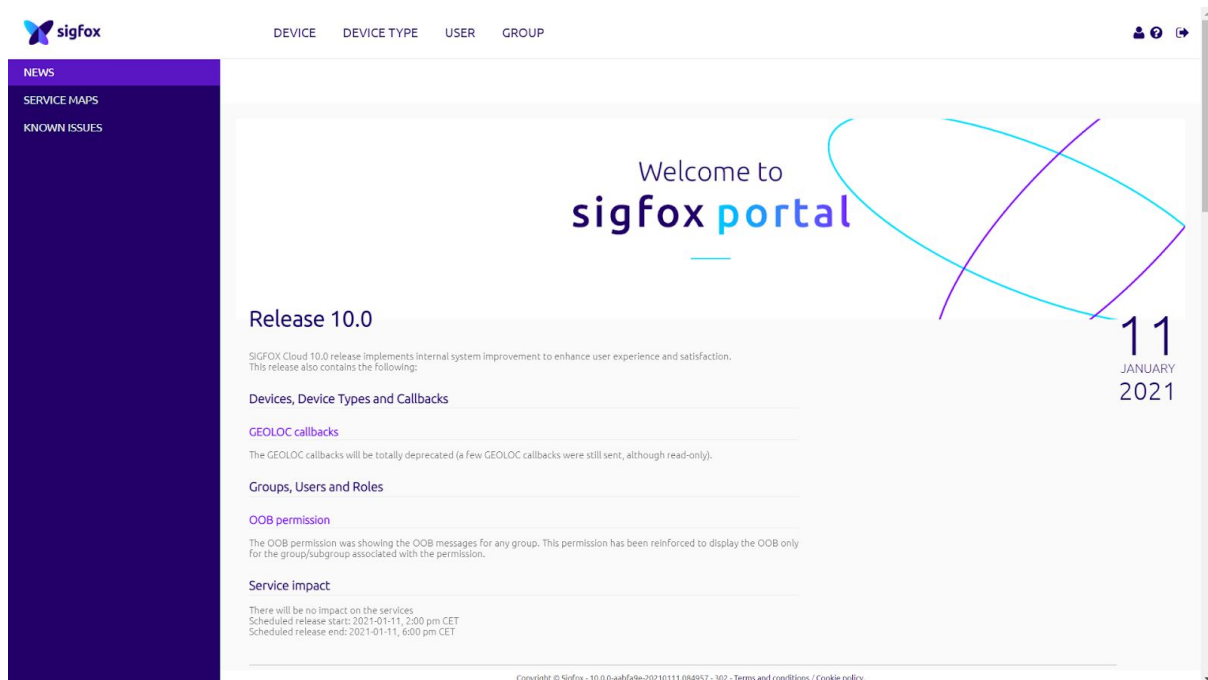 sigfox
DEVICE DEVICE TYPE USER GROUP
NEWS
SERVICE MAPS
KNOWN ISSUES
Welcome to
sigfox portal
Release 10.0
11
JANUARY
2021
SIGFOX Cloud 10.0 release implements internal system improvement to enhance user experience and satisfaction.
This release also contains the following:
Devices, Device Types and Callbacks
GEOLOC callbacks
The GEOLOC callbacks will be totally deprecated (a few GEOLOC callbacks were still sent, although read-only).
Groups, Users and Roles
OOB permission
The OOB permission was showing the OOB messages for any group. This permission has been reinforced to display the OOB only
for the group/subgroup associated with the permission.
Service impact
There will be no impact on the services
Scheduled release start: 2021-01-11, 2:00 pm CET
Scheduled release end: 2021-01-11, 6:00 pm CET
Copyright © Sigfox - 10.0.0-aabfa9e-20210111.084957 - 302 - Terms and conditions / Cookie policy.